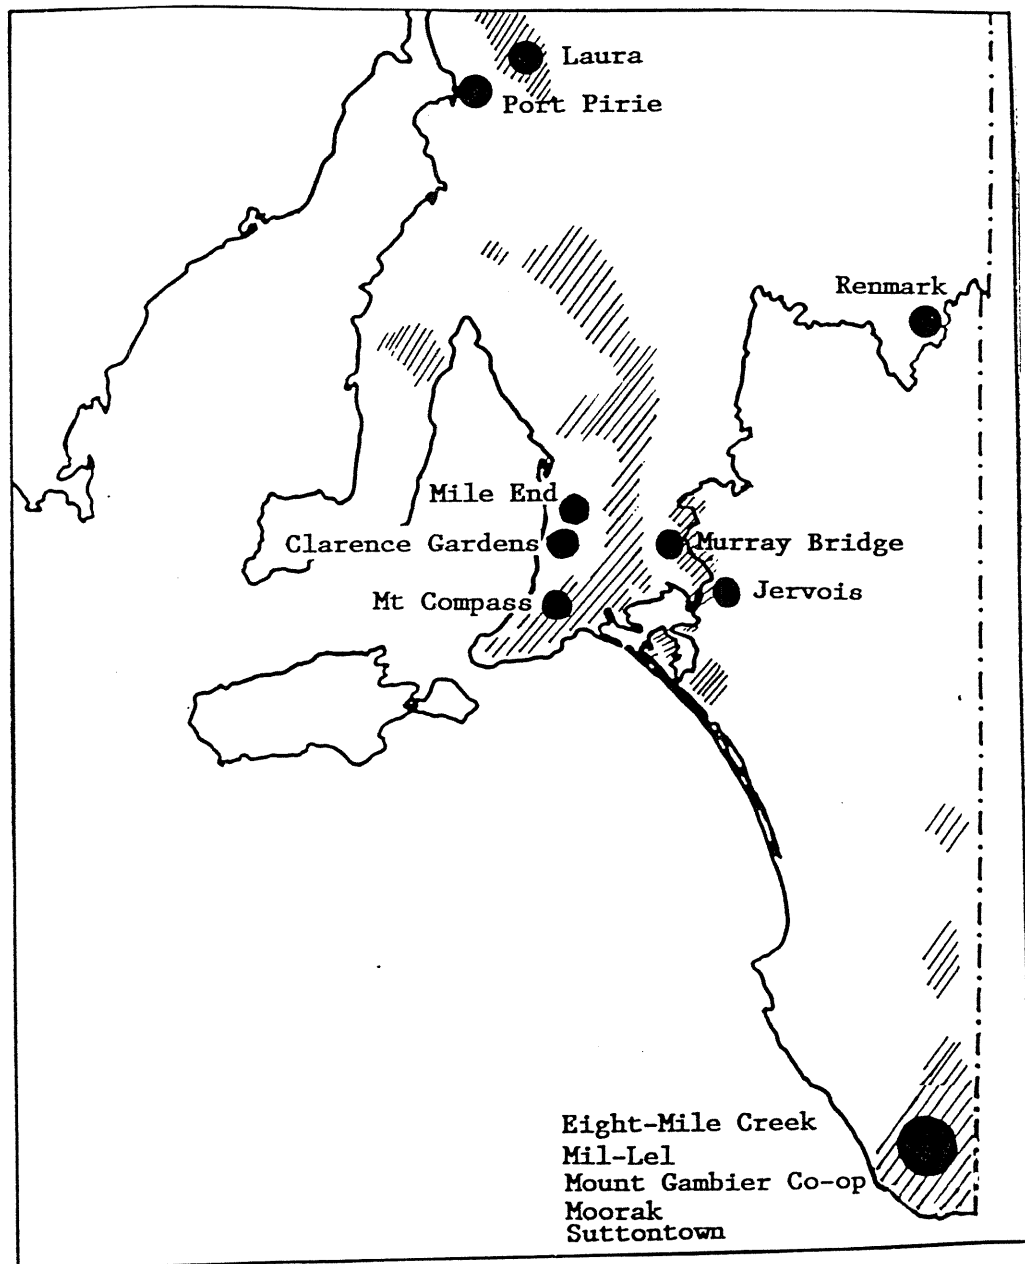 Laura
Port Pirie
Renmark
Mile End
Clarence Gardens
Murray Bridge
Mt Compass
Jervois
Eight-Mile Creek
Mil-Lel
Mount Gambier Co-op
Moorak
Suttontown